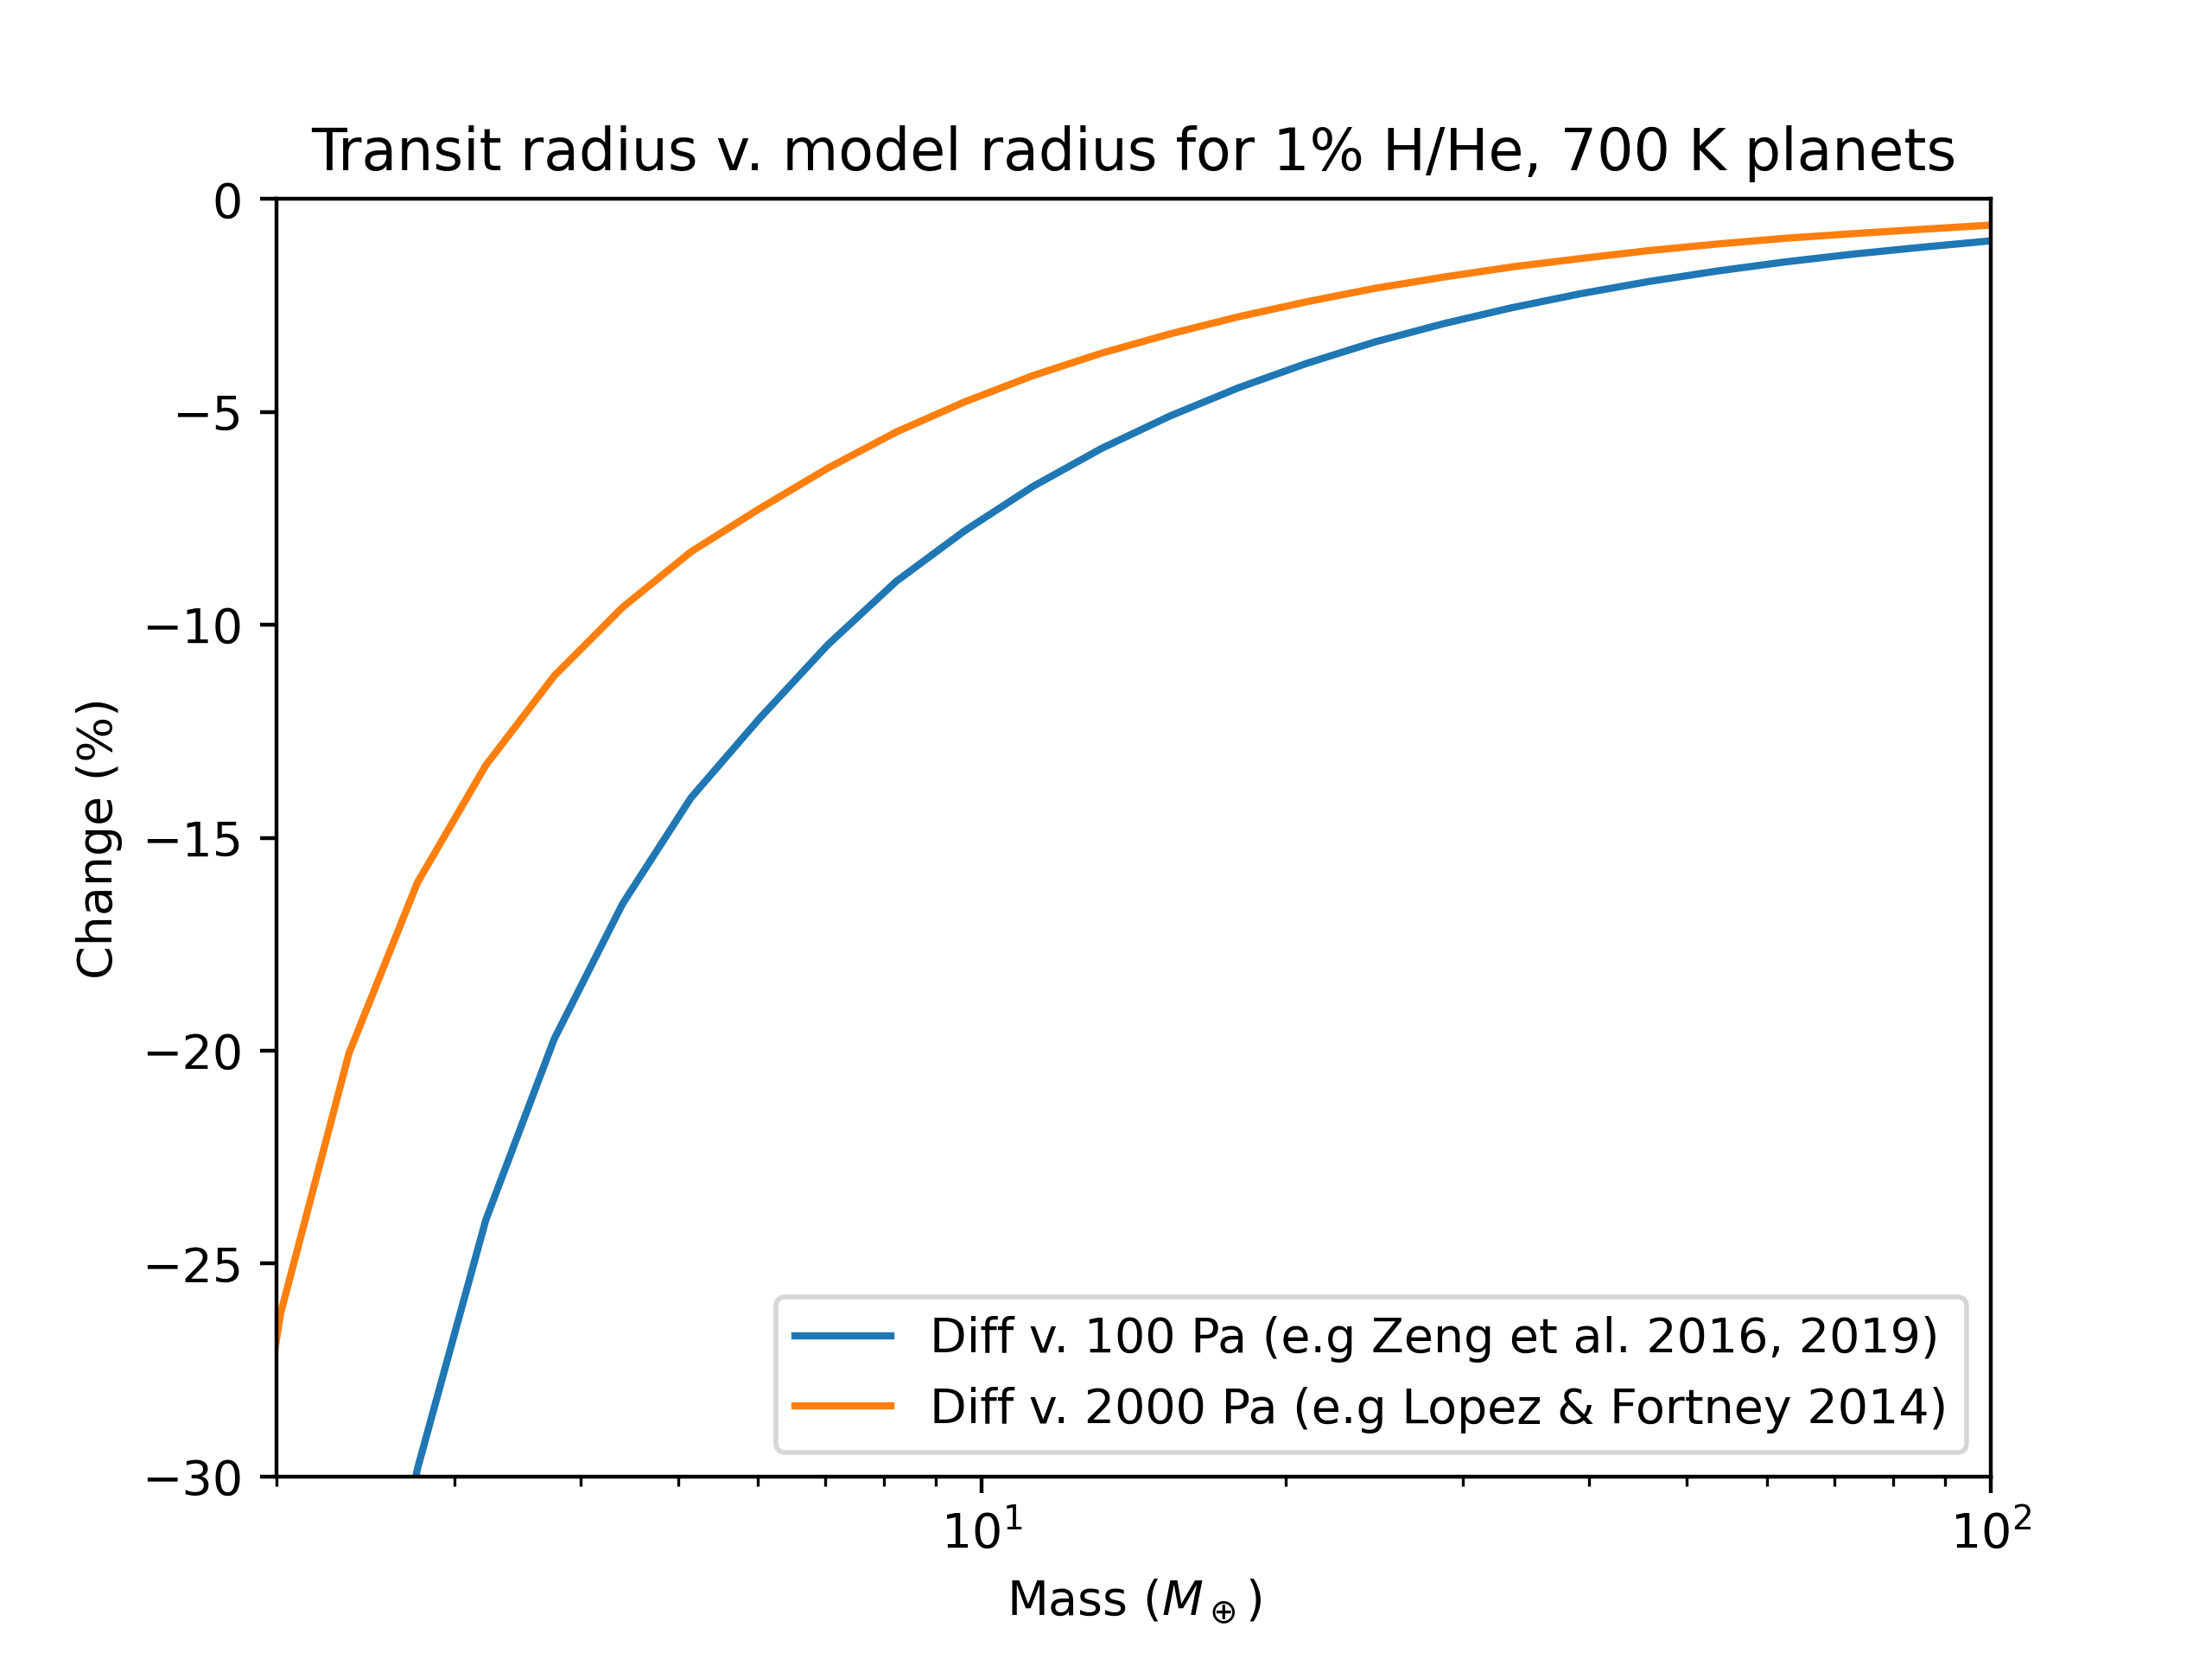 Transit radius v. model radius for 1% H/He, 700 K planets
0
−5
−10
−15
−20
−25
−30
Change (%)
Diff v. 100 Pa (e.g Zeng et al. 2016, 2019)
Diff v. 2000 Pa (e.g Lopez & Fortney 2014)
10¹
10²
Mass (M⊕)